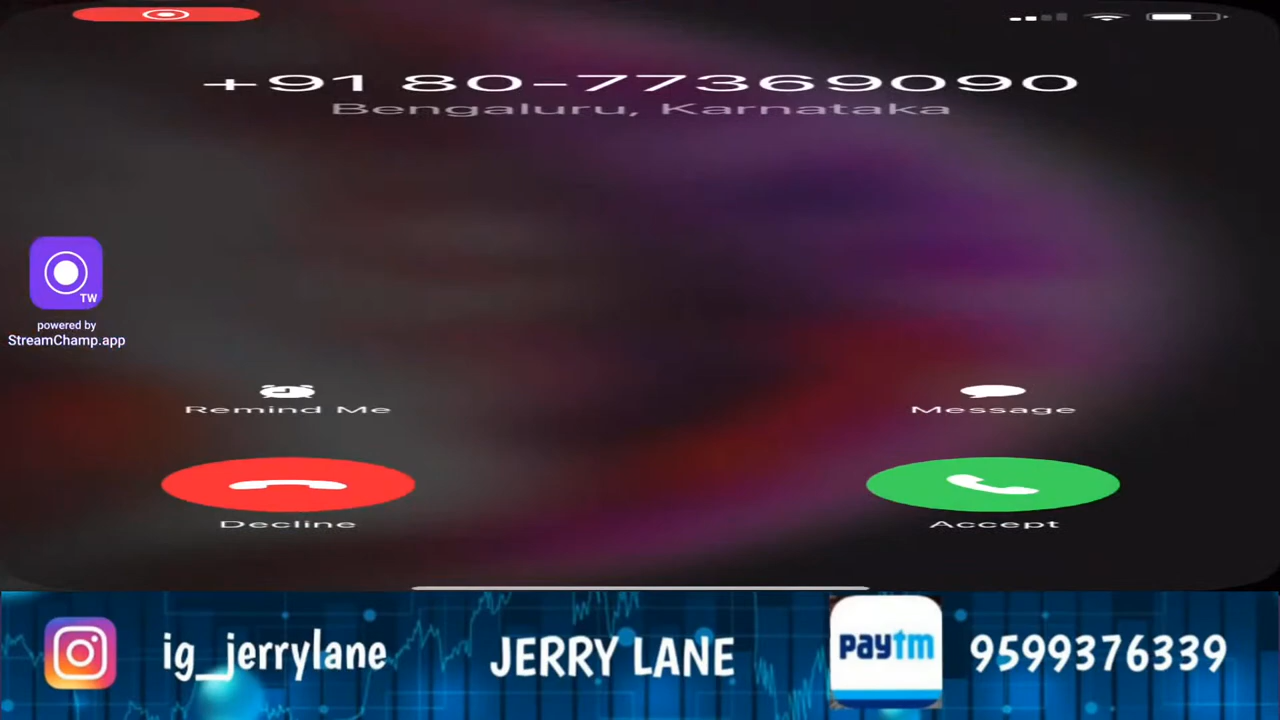 +91 80-77369090
Bengaluru, Karnataka
TW
powered by
StreamChamp.app
Remind Me
Message
Decline
Accept
ig_jerrylane
JERRY LANE
paytm
9599376339